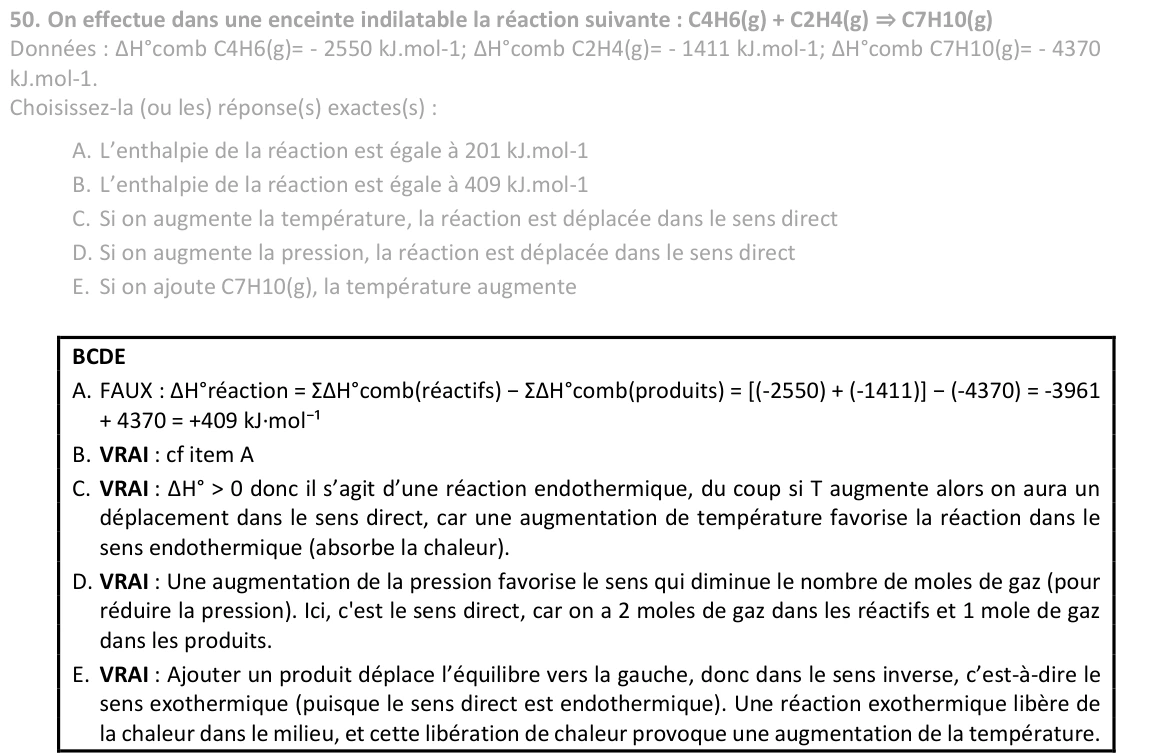 50. On effectue dans une enceinte indilatable la réaction suivante : C4H6(g) + C2H4(g) ⇒ C7H10(g)
Données : ΔH°comb C4H6(g)= - 2550 kJ.mol-1; ΔH°comb C2H4(g)= - 1411 kJ.mol-1; ΔH°comb C7H10(g)= - 4370
kJ.mol-1.
Choisissez-la (ou les) réponse(s) exactes(s) :
A. L’enthalpie de la réaction est égale à 201 kJ.mol-1
B. L’enthalpie de la réaction est égale à 409 kJ.mol-1
C. Si on augmente la température, la réaction est déplacée dans le sens direct
D. Si on augmente la pression, la réaction est déplacée dans le sens direct
E. Si on ajoute C7H10(g), la température augmente
BCDE
A. FAUX : ΔH°réaction = ΣΔH°comb(réactifs) − ΣΔH°comb(produits) = [(-2550) + (-1411)] − (-4370) = -3961
+ 4370 = +409 kJ·mol⁻¹
B. VRAI : cf item A
C. VRAI : ΔH° > 0 donc il s’agit d’une réaction endothermique, du coup si T augmente alors on aura un
déplacement dans le sens direct, car une augmentation de température favorise la réaction dans le
sens endothermique (absorbe la chaleur).
D. VRAI : Une augmentation de la pression favorise le sens qui diminue le nombre de moles de gaz (pour
réduire la pression). Ici, c'est le sens direct, car on a 2 moles de gaz dans les réactifs et 1 mole de gaz
dans les produits.
E. VRAI : Ajouter un produit déplace l’équilibre vers la gauche, donc dans le sens inverse, c’est-à-dire le
sens exothermique (puisque le sens direct est endothermique). Une réaction exothermique libère de
la chaleur dans le milieu, et cette libération de chaleur provoque une augmentation de la température.